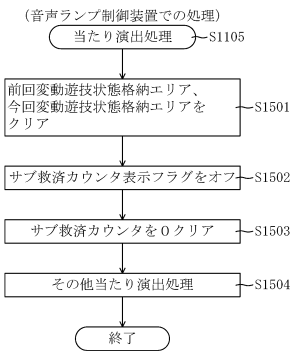 （音声ランプ制御装置での処理）
当たり演出処理
S1105
前回変動遊技状態格納エリア、
今回変動遊技状態格納エリアを
クリア
S1501
サブ救済カウンタ表示フラグをオフ
S1502
サブ救済カウンタを０クリア
S1503
その他当たり演出処理
S1504
終了